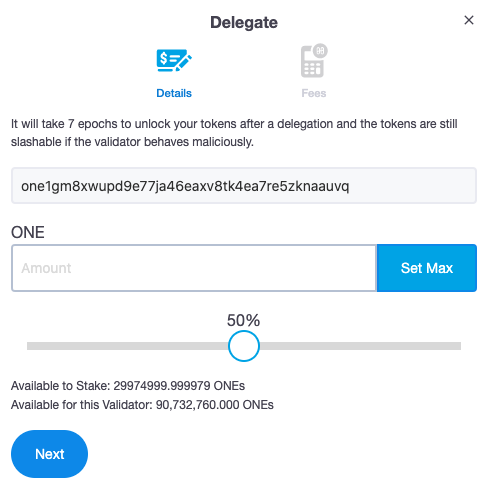 Delegate
×
Details
Fees
It will take 7 epochs to unlock your tokens after a delegation and the tokens are still
slashable if the validator behaves maliciously.
one1gm8xwupd9e77ja46eaxv8tk4ea7re5zknaauvq
ONE
Amount
Set Max
50%
Available to Stake: 29974999.999979 ONEs
Available for this Validator: 90,732,760.000 ONEs
Next